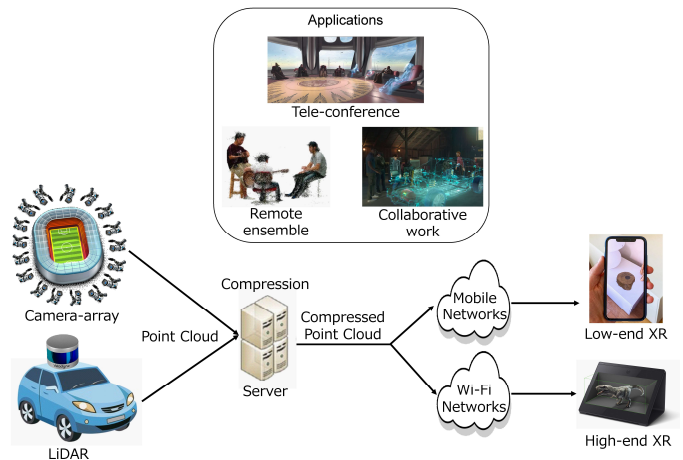 Applications
Tele-conference
Remote
ensemble
Collaborative
work
Camera-array
Point Cloud
LiDAR
Compression
Server
Compressed
Point Cloud
Mobile
Networks
Wi-Fi
Networks
Low-end XR
High-end XR